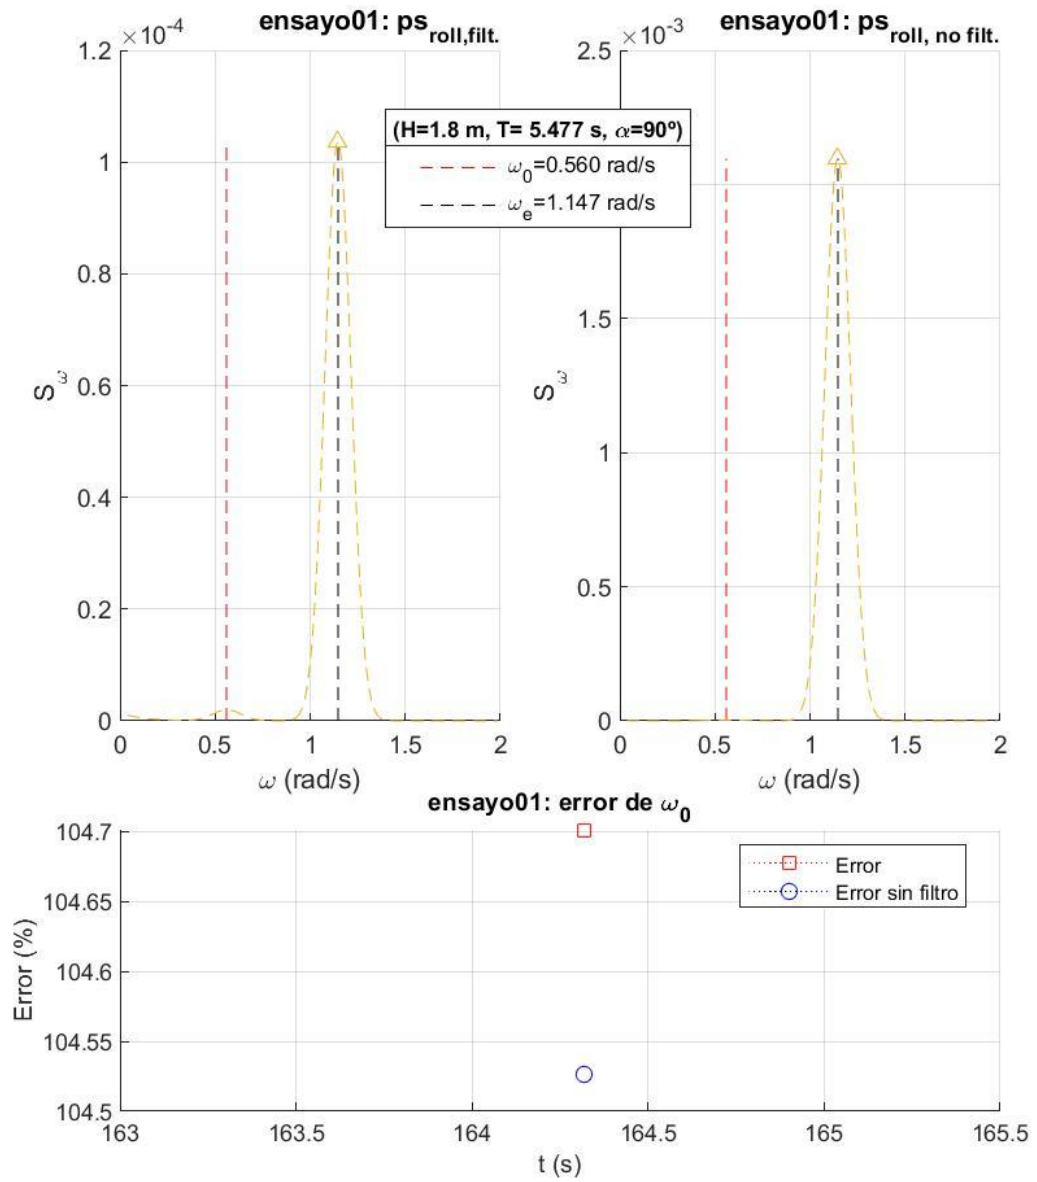 ensayo01: ps_roll,filt.
×10^-4
1.2
1
0.8
0.6
0.4
0.2
0
S_ω
0 0.5 1 1.5 2
ω (rad/s)
ensayo01: ps_roll, no filt.
×10^-3
2.5
1.5
1
0.5
0
S_ω
0 0.5 1 1.5 2
ω (rad/s)
(H=1.8 m, T= 5.477 s, α=90º)
ω_0=0.560 rad/s
ω_e=1.147 rad/s
ensayo01: error de ω_0
104.7
104.65
104.6
104.55
104.5
Error (%)
163 163.5 164 164.5 165 165.5
t (s)
Error
Error sin filtro